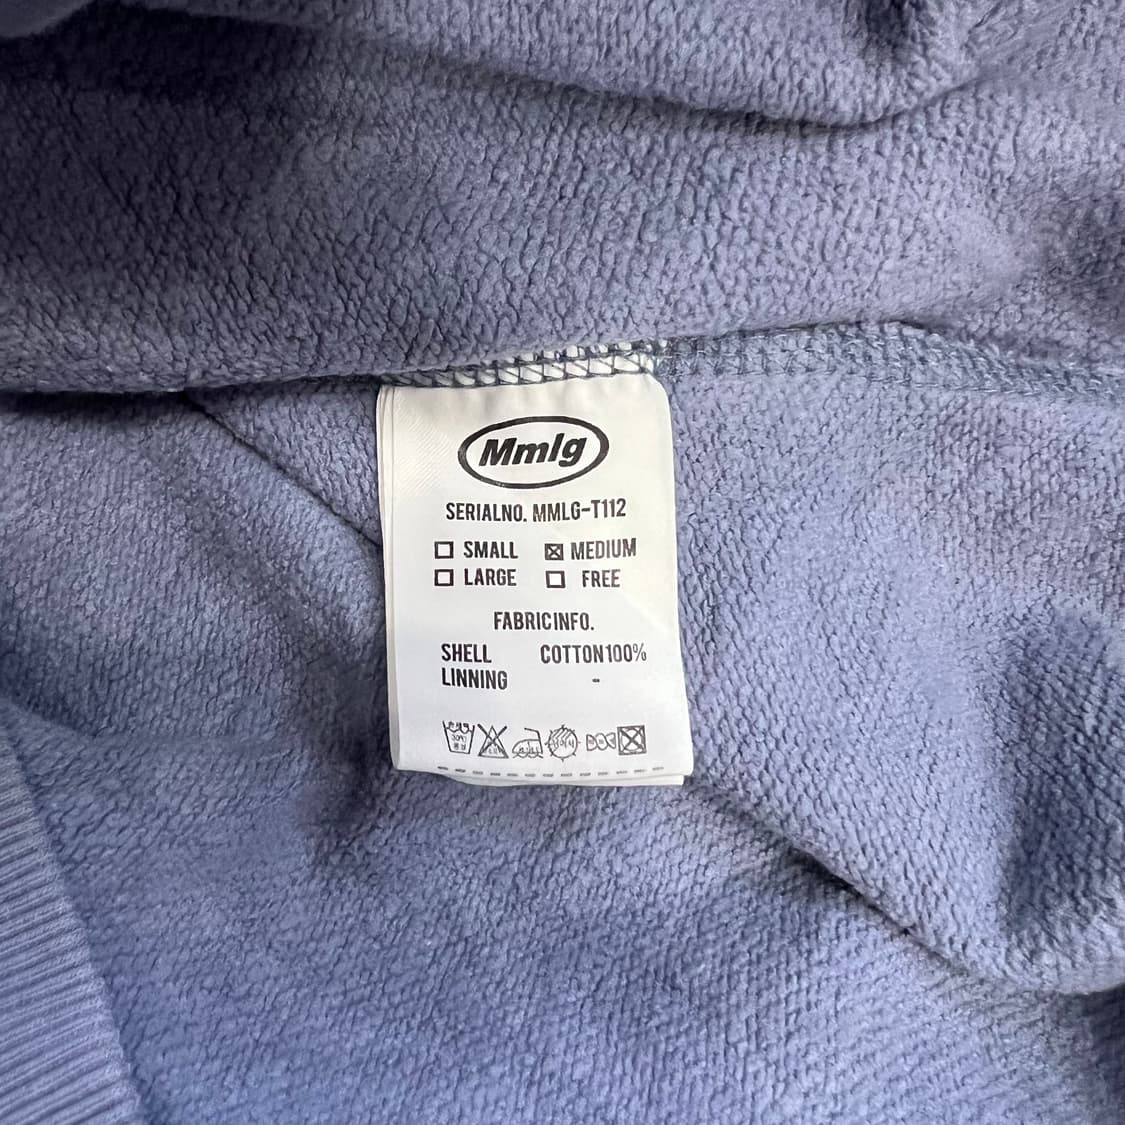 Mmlg
SERIALNO. MMLG-T112
SMALL MEDIUM
LARGE FREE
FABRICINFO.
SHELL COTTON100%
LINNING -